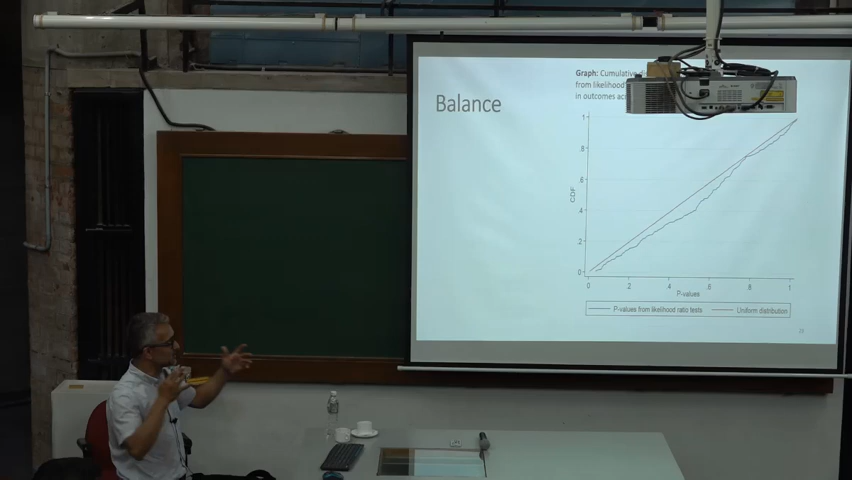 Balance
Graph: Cumulative
from likelihood
in outcomes
1
.8
.6
.4
.2
0
CDF
0 .2 .4 .6 .8 1
P-values
P-values from likelihood ratio tests Uniform distribution